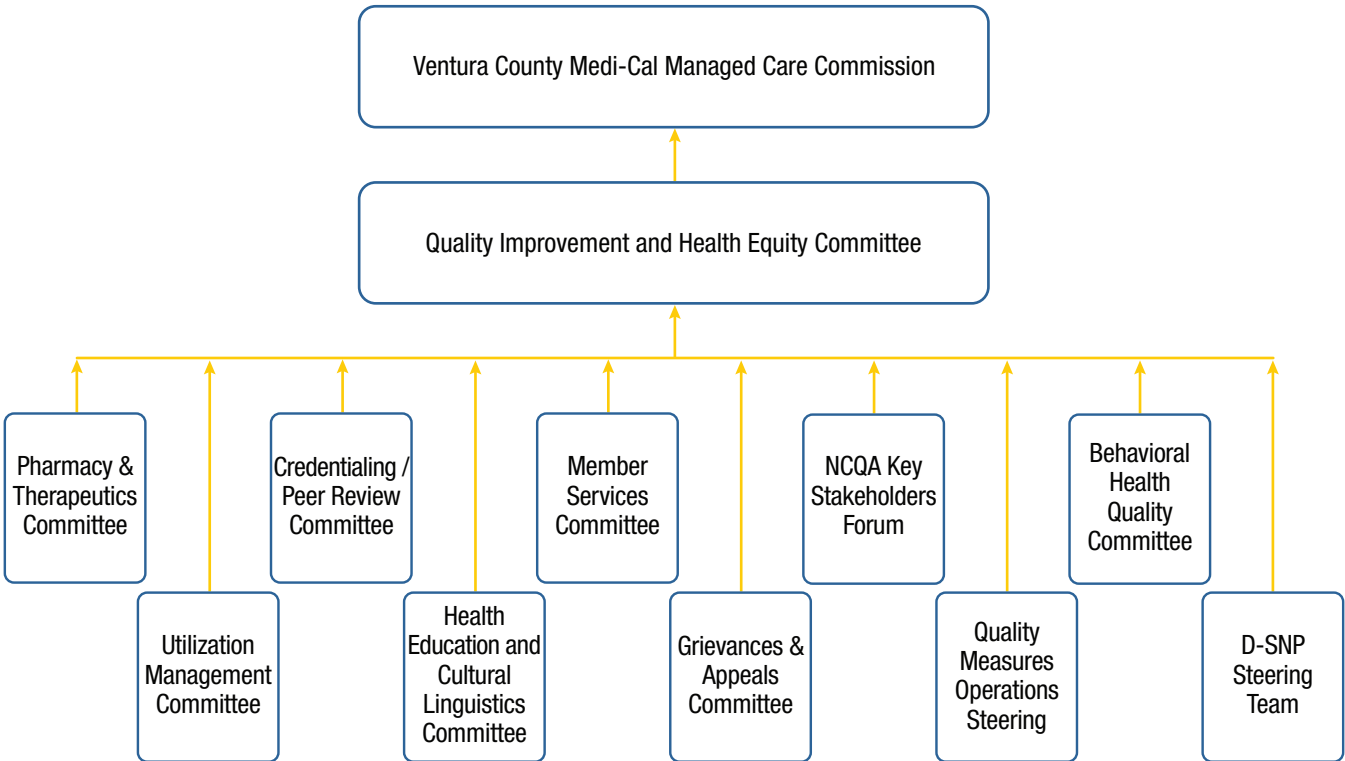 Ventura County Medi-Cal Managed Care Commission
Quality Improvement and Health Equity Committee
Pharmacy &
Therapeutics
Committee
Credentialing /
Peer Review
Committee
Member
Services
Committee
NCQA Key
Stakeholders
Forum
Behavioral
Health
Quality
Committee
Utilization
Management
Committee
Health
Education and
Cultural
Linguistics
Committee
Grievances &
Appeals
Committee
Quality
Measures
Operations
Steering
D-SNP
Steering
Team